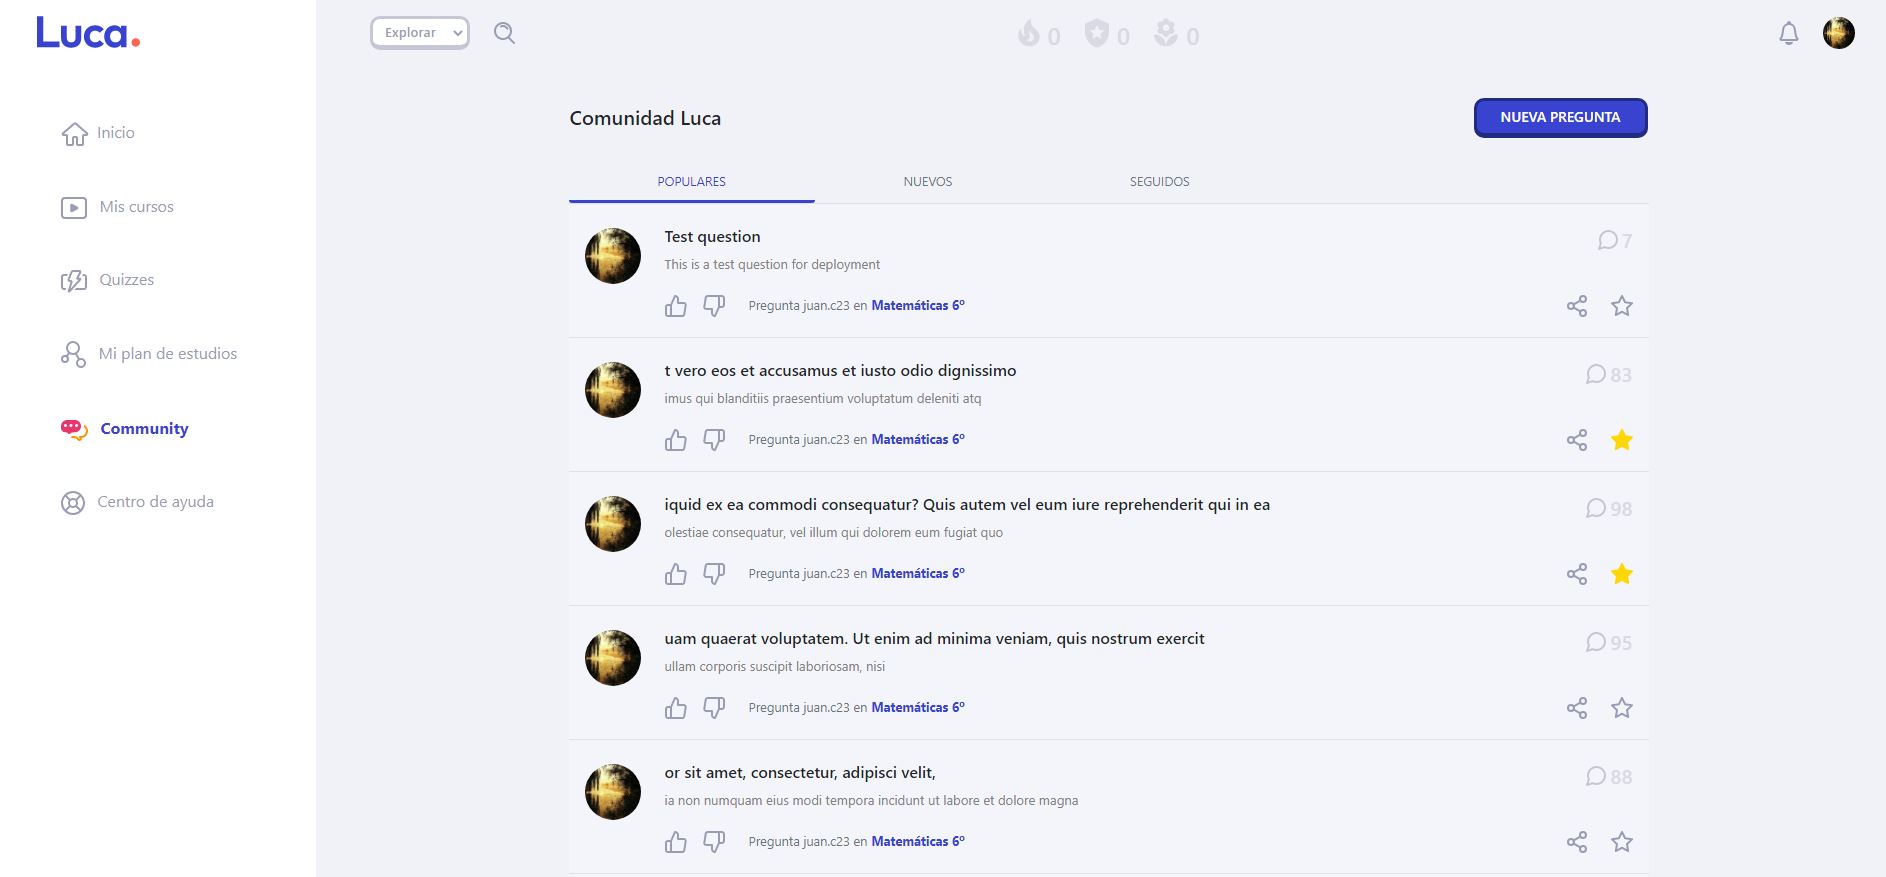 Luca.
Explorar
0 0 0
Inicio
Mis cursos
Quizzes
Mi plan de estudios
Community
Centro de ayuda
Comunidad Luca
NUEVA PREGUNTA
POPULARES NUEVOS SEGUIDOS
Test question
7
This is a test question for deployment
Pregunta juan.c23 en Matemáticas 6º
t vero eos et accusamus et iusto odio dignissimo
83
imus qui blanditiis praesentium voluptatum deleniti atq
Pregunta juan.c23 en Matemáticas 6º
iquid ex ea commodi consequatur? Quis autem vel eum iure reprehenderit qui in ea
98
olestiae consequatur, vel illum qui dolorem eum fugiat quo
Pregunta juan.c23 en Matemáticas 6º
uam quaerat voluptatem. Ut enim ad minima veniam, quis nostrum exercit
95
ullam corporis suscipit laboriosam, nisi
Pregunta juan.c23 en Matemáticas 6º
or sit amet, consectetur, adipisci velit,
88
ia non numquam eius modi tempora incidunt ut labore et dolore magna
Pregunta juan.c23 en Matemáticas 6º